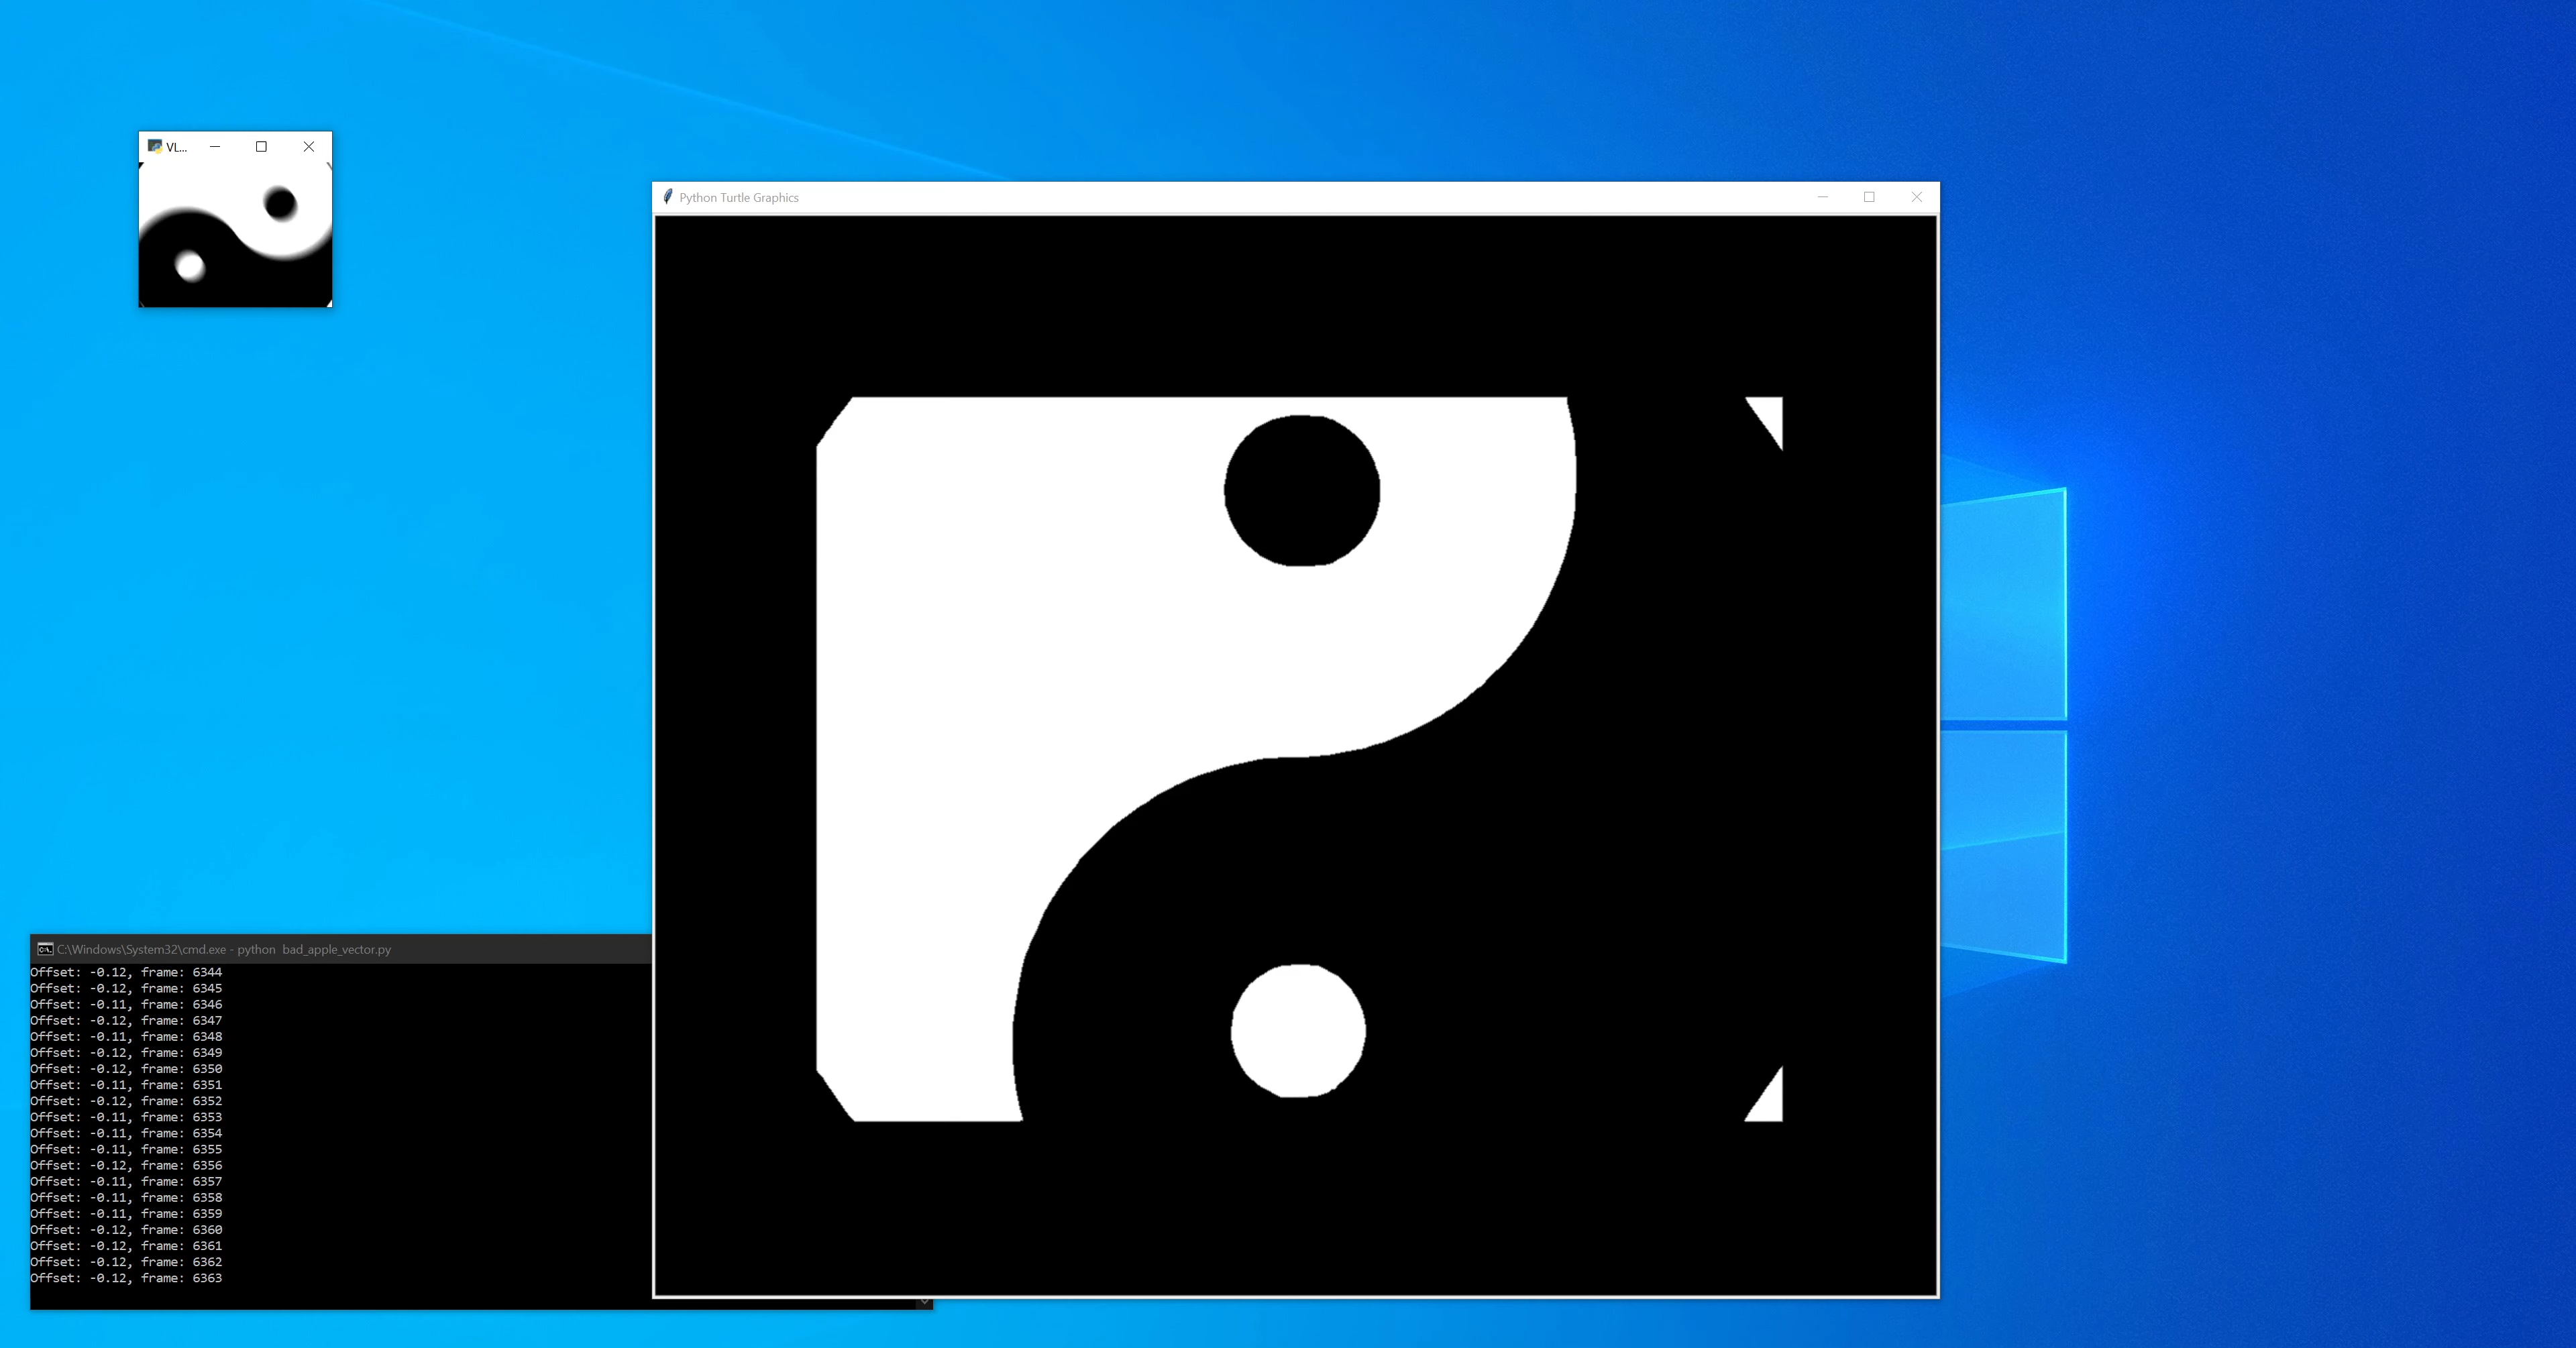 VL...
Python Turtle Graphics
C:\Windows\System32\cmd.exe - python  bad_apple_vector.py
Offset: -0.12, frame: 6344
Offset: -0.12, frame: 6345
Offset: -0.11, frame: 6346
Offset: -0.12, frame: 6347
Offset: -0.11, frame: 6348
Offset: -0.12, frame: 6349
Offset: -0.12, frame: 6350
Offset: -0.11, frame: 6351
Offset: -0.12, frame: 6352
Offset: -0.11, frame: 6353
Offset: -0.11, frame: 6354
Offset: -0.11, frame: 6355
Offset: -0.12, frame: 6356
Offset: -0.11, frame: 6357
Offset: -0.11, frame: 6358
Offset: -0.11, frame: 6359
Offset: -0.12, frame: 6360
Offset: -0.12, frame: 6361
Offset: -0.12, frame: 6362
Offset: -0.12, frame: 6363